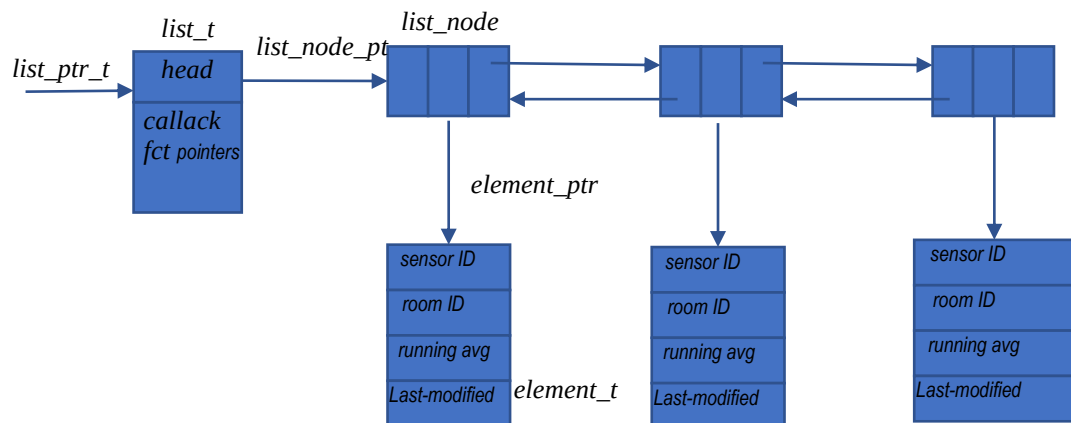 list_t
list_node
list_node_pt
list_ptr_t
head
callack
fct pointers
element_ptr
sensor ID
room ID
running avg
Last-modified
element_t
sensor ID
room ID
running avg
Last-modified
sensor ID
room ID
running avg
Last-modified